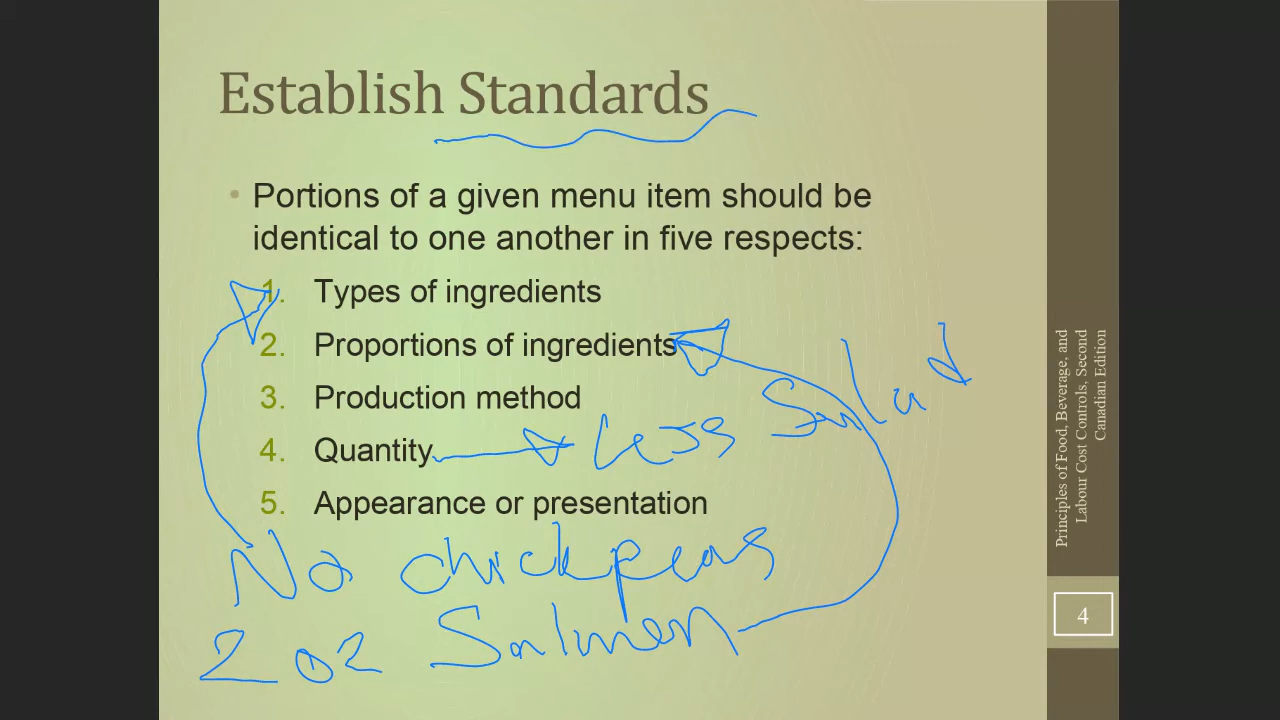 Establish Standards
• Portions of a given menu item should be
identical to one another in five respects:
1. Types of ingredients
2. Proportions of ingredients
3. Production method
4. Quantity
less Salad
5. Appearance or presentation
No chickpeas
2 oz Salmon
Principles of Food, Beverage, and
Labour Cost Controls, Second
Canadian Edition
4